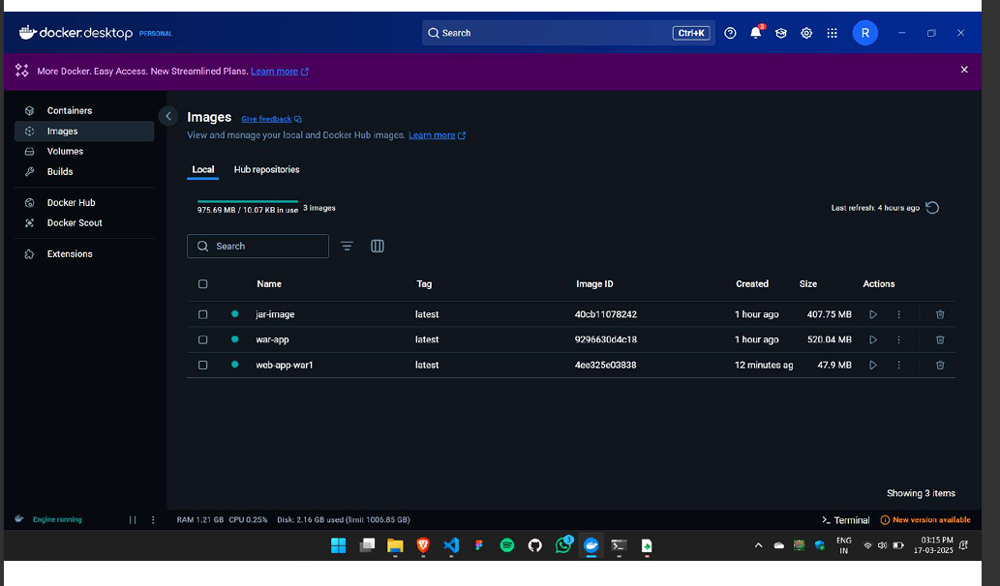 docker desktop PERSONAL Search Ctrl+K 3 R
More Docker. Easy Access. New Streamlined Plans. Learn more
Containers
Images
Volumes
Builds
Docker Hub
Docker Scout
Extensions
Images Give feedback
View and manage your local and Docker Hub images. Learn more
Local Hub repositories
975.69 MB / 10.07 KB in use 3 images Last refresh: 4 hours ago
Search
Name Tag Image ID Created Size Actions
jar-image latest 40cb11078242 1 hour ago 407.75 MB
war-app latest 9296630d4c18 1 hour ago 520.04 MB
web-app-war1 latest 4ee325e03838 12 minutes ag 47.9 MB
Showing 3 items
Engine running RAM 1.21 GB CPU 0.25% Disk: 2.16 GB used (limit 1006.85 GB) Terminal New version available
ENG
IN
03:15 PM
17-03-2025